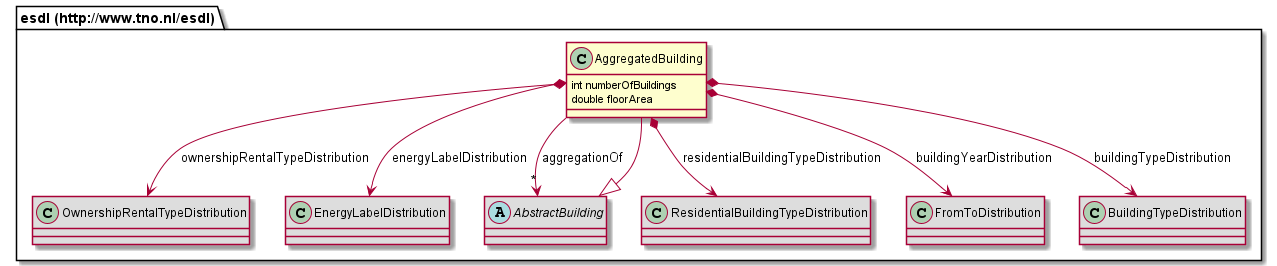 esdl (http://www.tno.nl/esdl)
C AggregatedBuilding
int numberOfBuildings
double floorArea
ownershipRentalTypeDistribution
energyLabelDistribution
aggregationOf
residentialBuildingTypeDistribution
buildingYearDistribution
buildingTypeDistribution
*
C OwnershipRentalTypeDistribution
C EnergyLabelDistribution
A AbstractBuilding
C ResidentialBuildingTypeDistribution
C FromToDistribution
C BuildingTypeDistribution